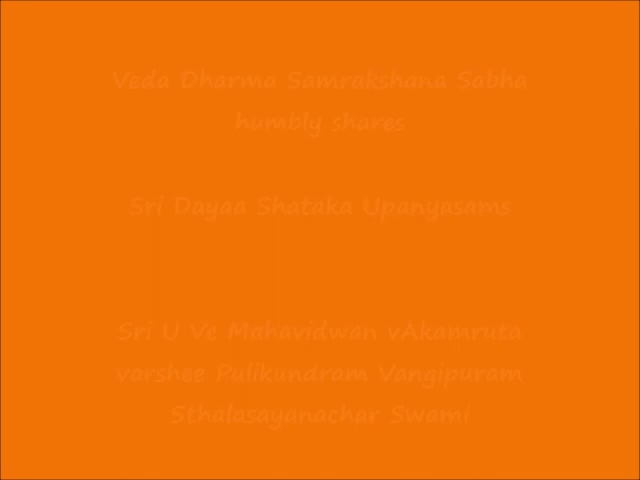 Veda Dharma Samrakshana Sabha
humbly shares
Sri Dayaa Shataka Upanyasams
Sri U Ve Mahavidwan vAkamruta
varshee Pulikundram Vangipuram
Sthalasayanachar Swami